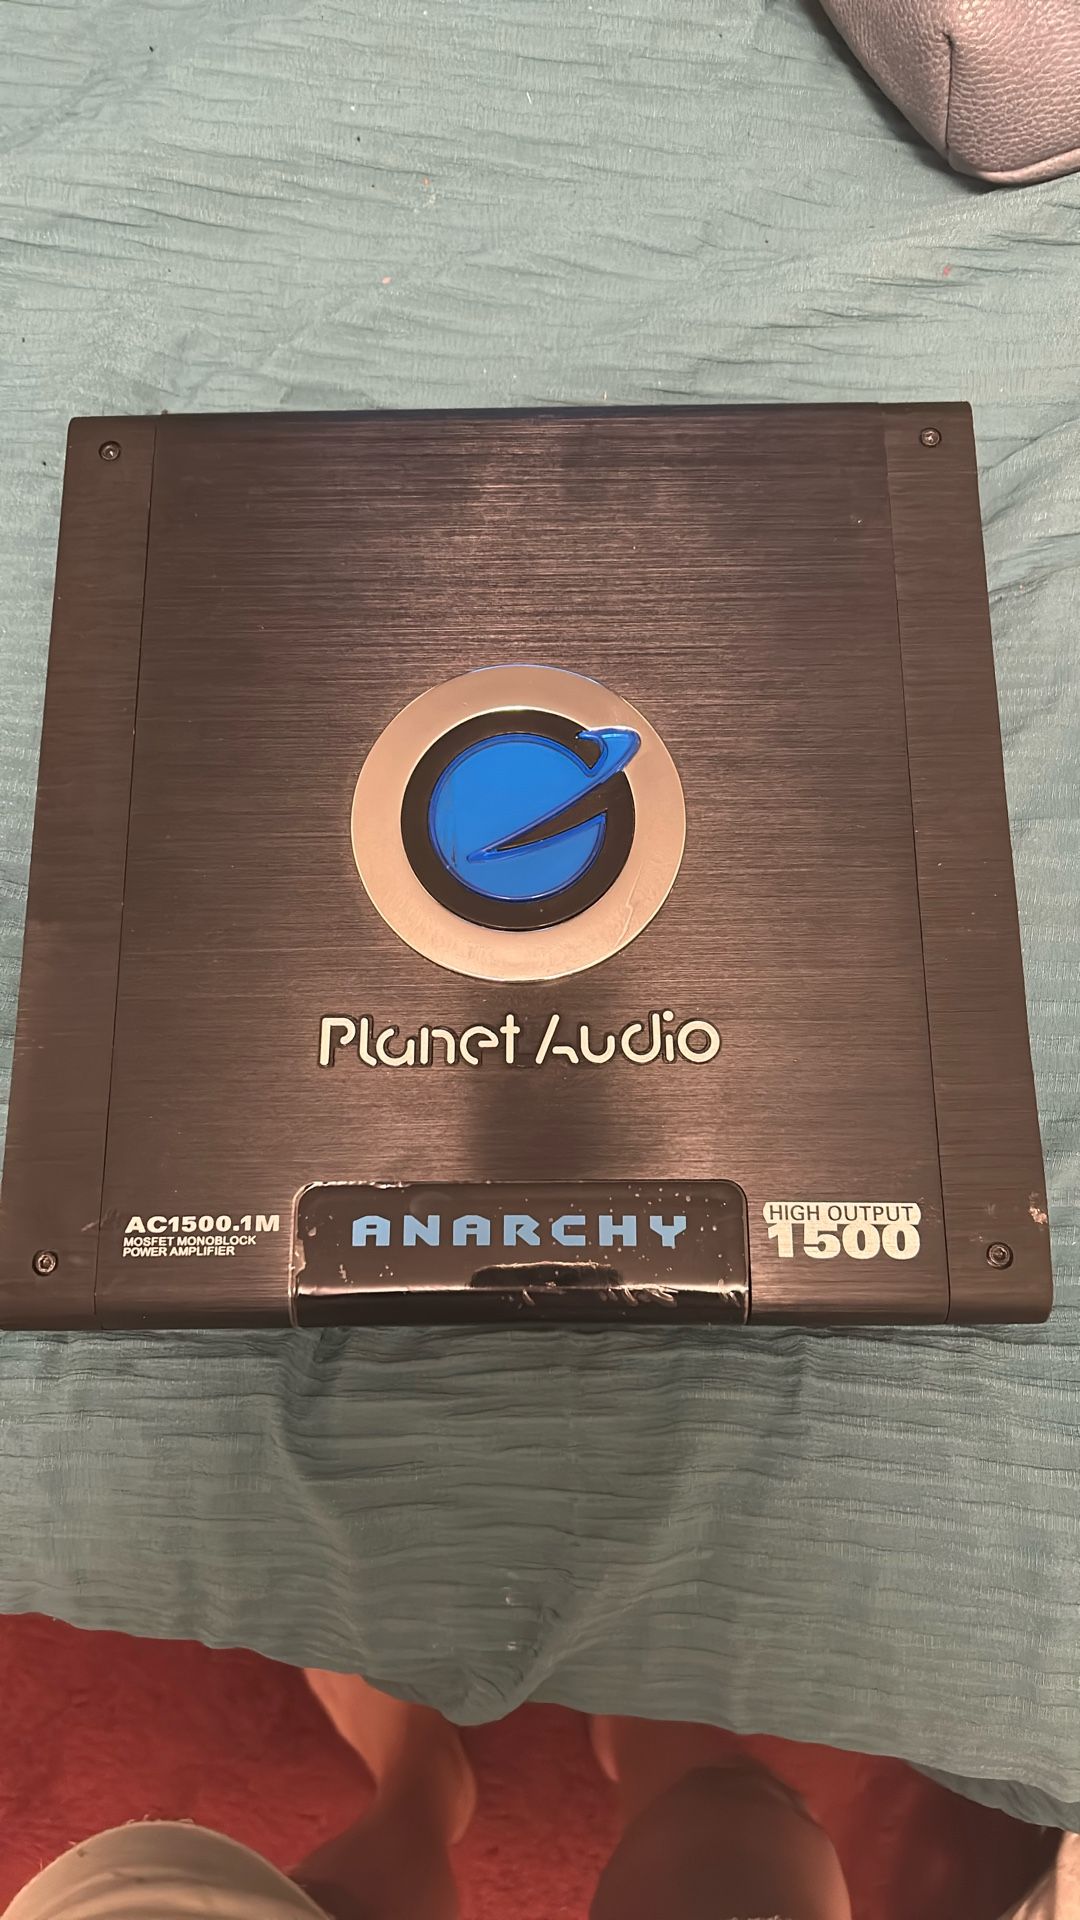 Planet Audio
AC1500.1M
MOSFET MONOBLOCK
POWER AMPLIFIER
ANARCHY
HIGH OUTPUT
1500